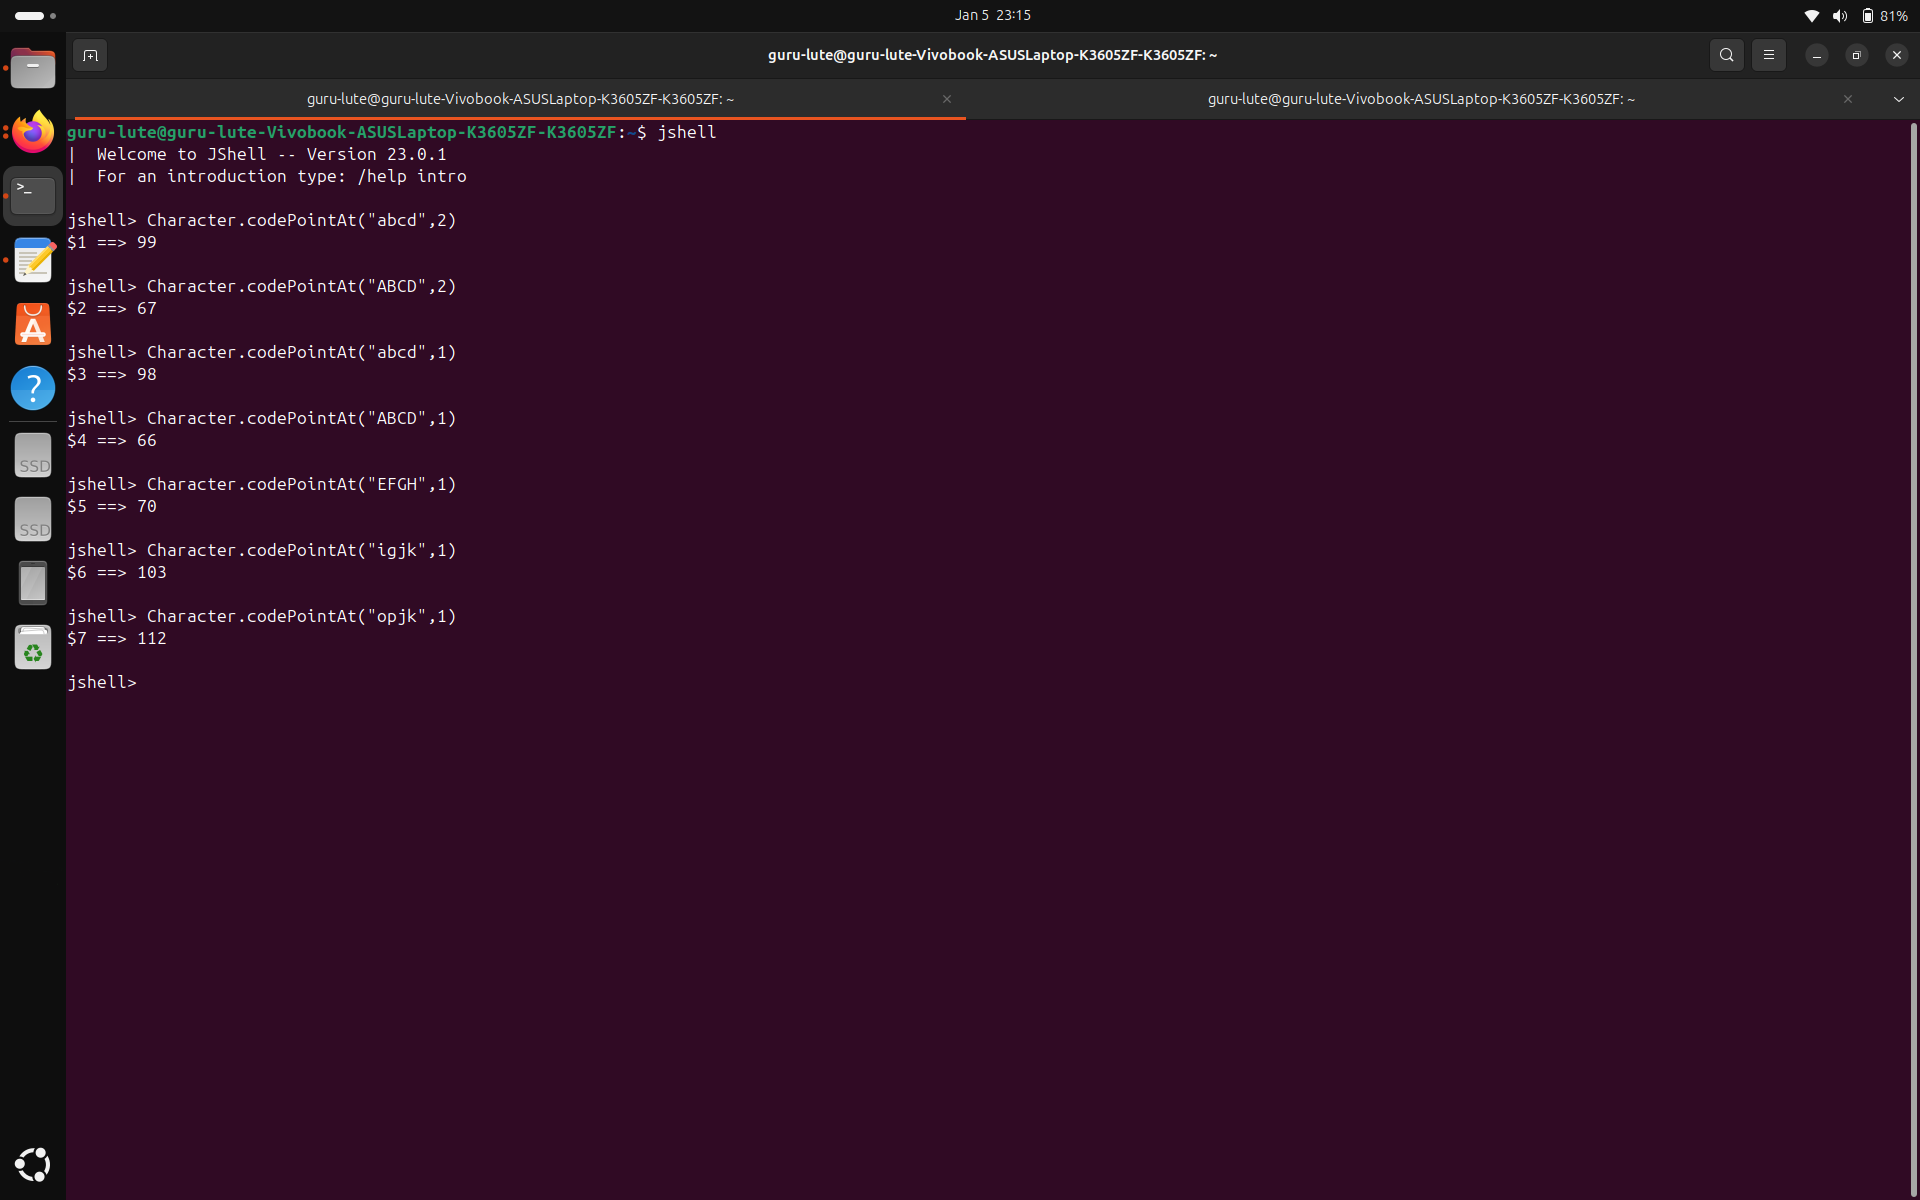 Jan 5 23:15
81%
guru-lute@guru-lute-Vivobook-ASUSLaptop-K3605ZF-K3605ZF: ~
guru-lute@guru-lute-Vivobook-ASUSLaptop-K3605ZF-K3605ZF: ~
guru-lute@guru-lute-Vivobook-ASUSLaptop-K3605ZF-K3605ZF: ~
guru-lute@guru-lute-Vivobook-ASUSLaptop-K3605ZF-K3605ZF:~$ jshell
|  Welcome to JShell -- Version 23.0.1
|  For an introduction type: /help intro
jshell> Character.codePointAt("abcd",2)
$1 ==> 99
jshell> Character.codePointAt("ABCD",2)
$2 ==> 67
jshell> Character.codePointAt("abcd",1)
$3 ==> 98
jshell> Character.codePointAt("ABCD",1)
$4 ==> 66
jshell> Character.codePointAt("EFGH",1)
$5 ==> 70
jshell> Character.codePointAt("igjk",1)
$6 ==> 103
jshell> Character.codePointAt("opjk",1)
$7 ==> 112
jshell>
SSD
SSD